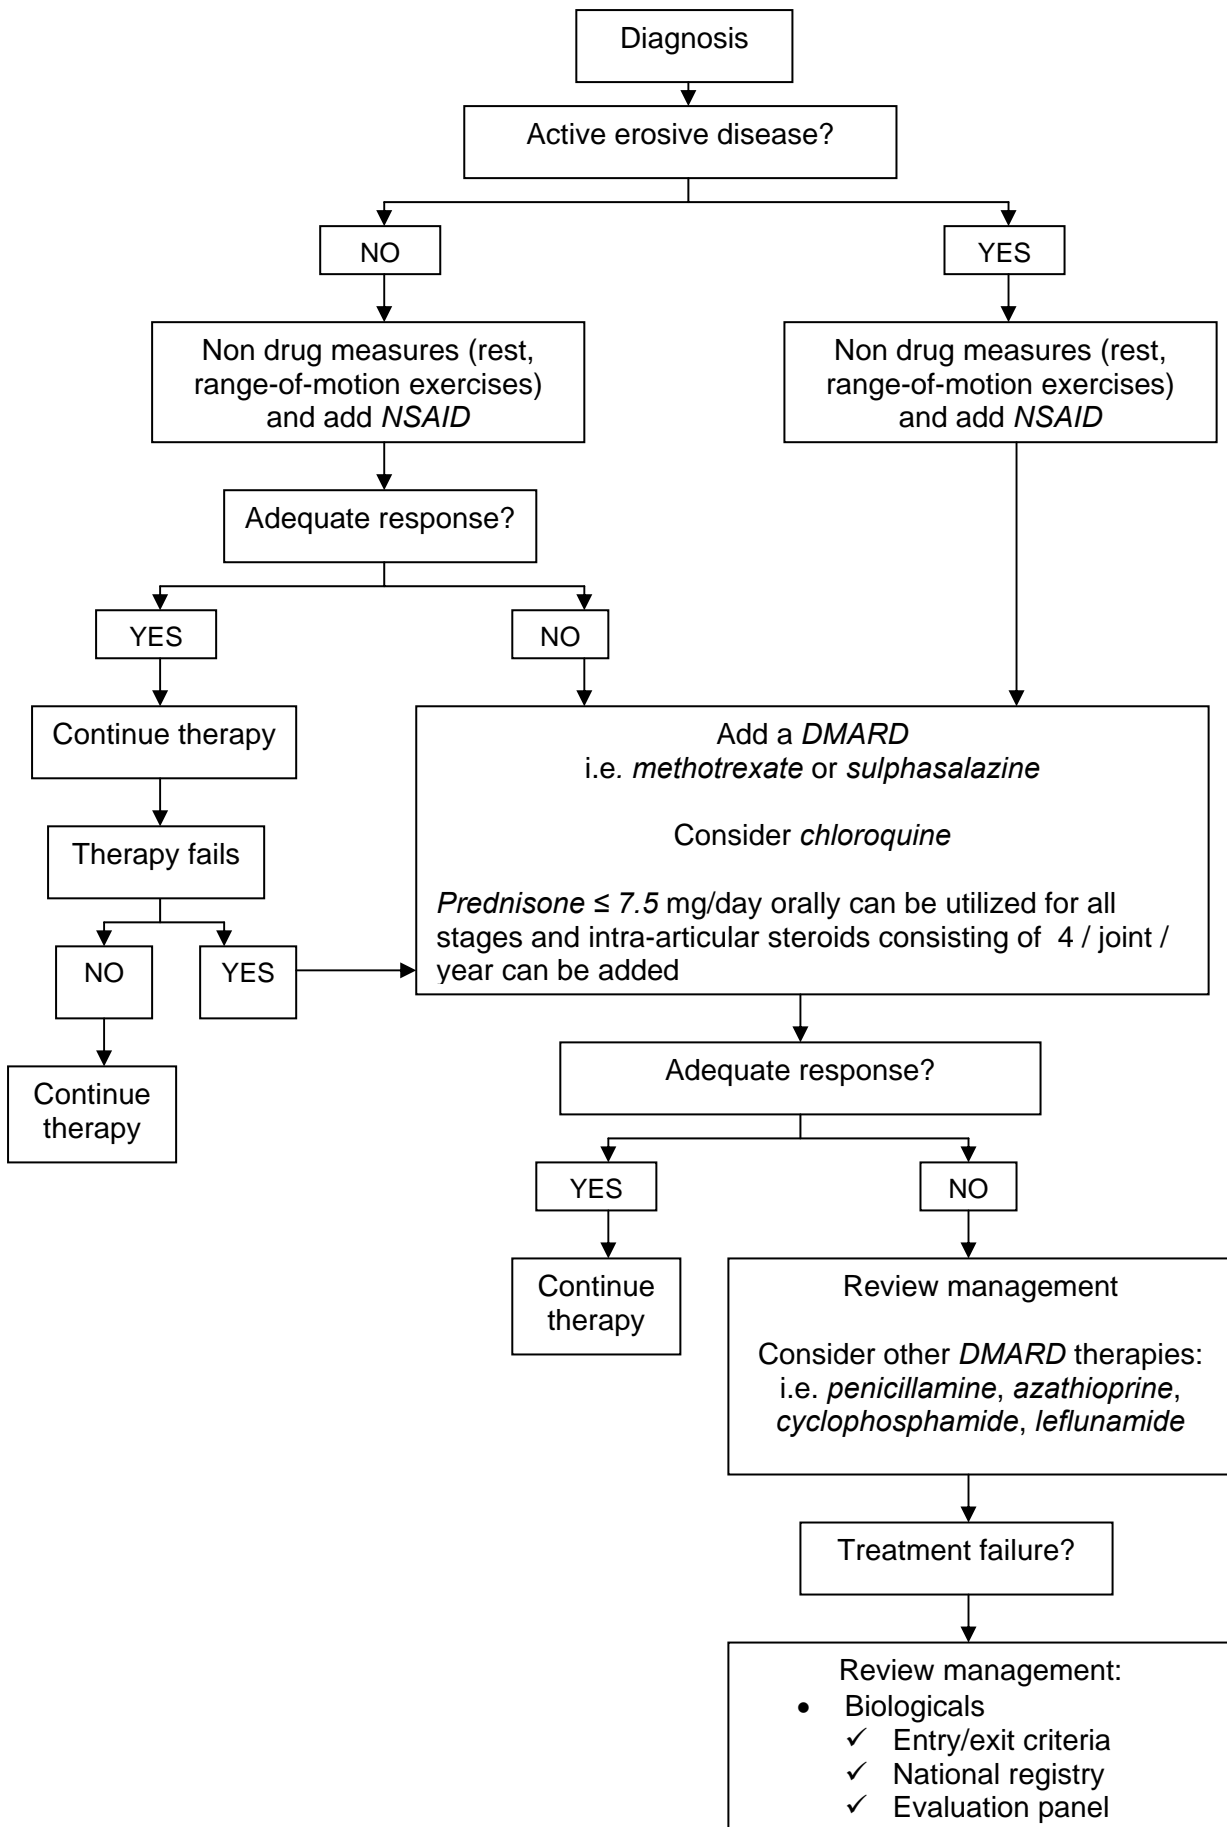 Diagnosis
Active erosive disease?
NO
YES
Non drug measures (rest,
range-of-motion exercises)
and add NSAID
Non drug measures (rest,
range-of-motion exercises)
and add NSAID
Adequate response?
YES
NO
Continue therapy
Add a DMARD
i.e. methotrexate or sulphasalazine
Consider chloroquine
Prednisone ≤ 7.5 mg/day orally can be utilized for all
stages and intra-articular steroids consisting of 4 / joint /
year can be added
Therapy fails
NO
YES
Continue
therapy
Adequate response?
YES
NO
Continue
therapy
Review management
Consider other DMARD therapies:
i.e. penicillamine, azathioprine,
cyclophosphamide, leflunamide
Treatment failure?
Review management:
• Biologicals
✓ Entry/exit criteria
✓ National registry
✓ Evaluation panel